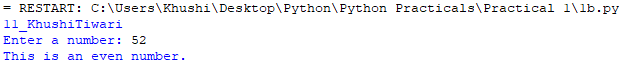 = RESTART: C:\Users\Khushi\Desktop\Python\Python Practicals\Practical 1\1b.py
11_KhushiTiwari
Enter a number: 52
This is an even number.